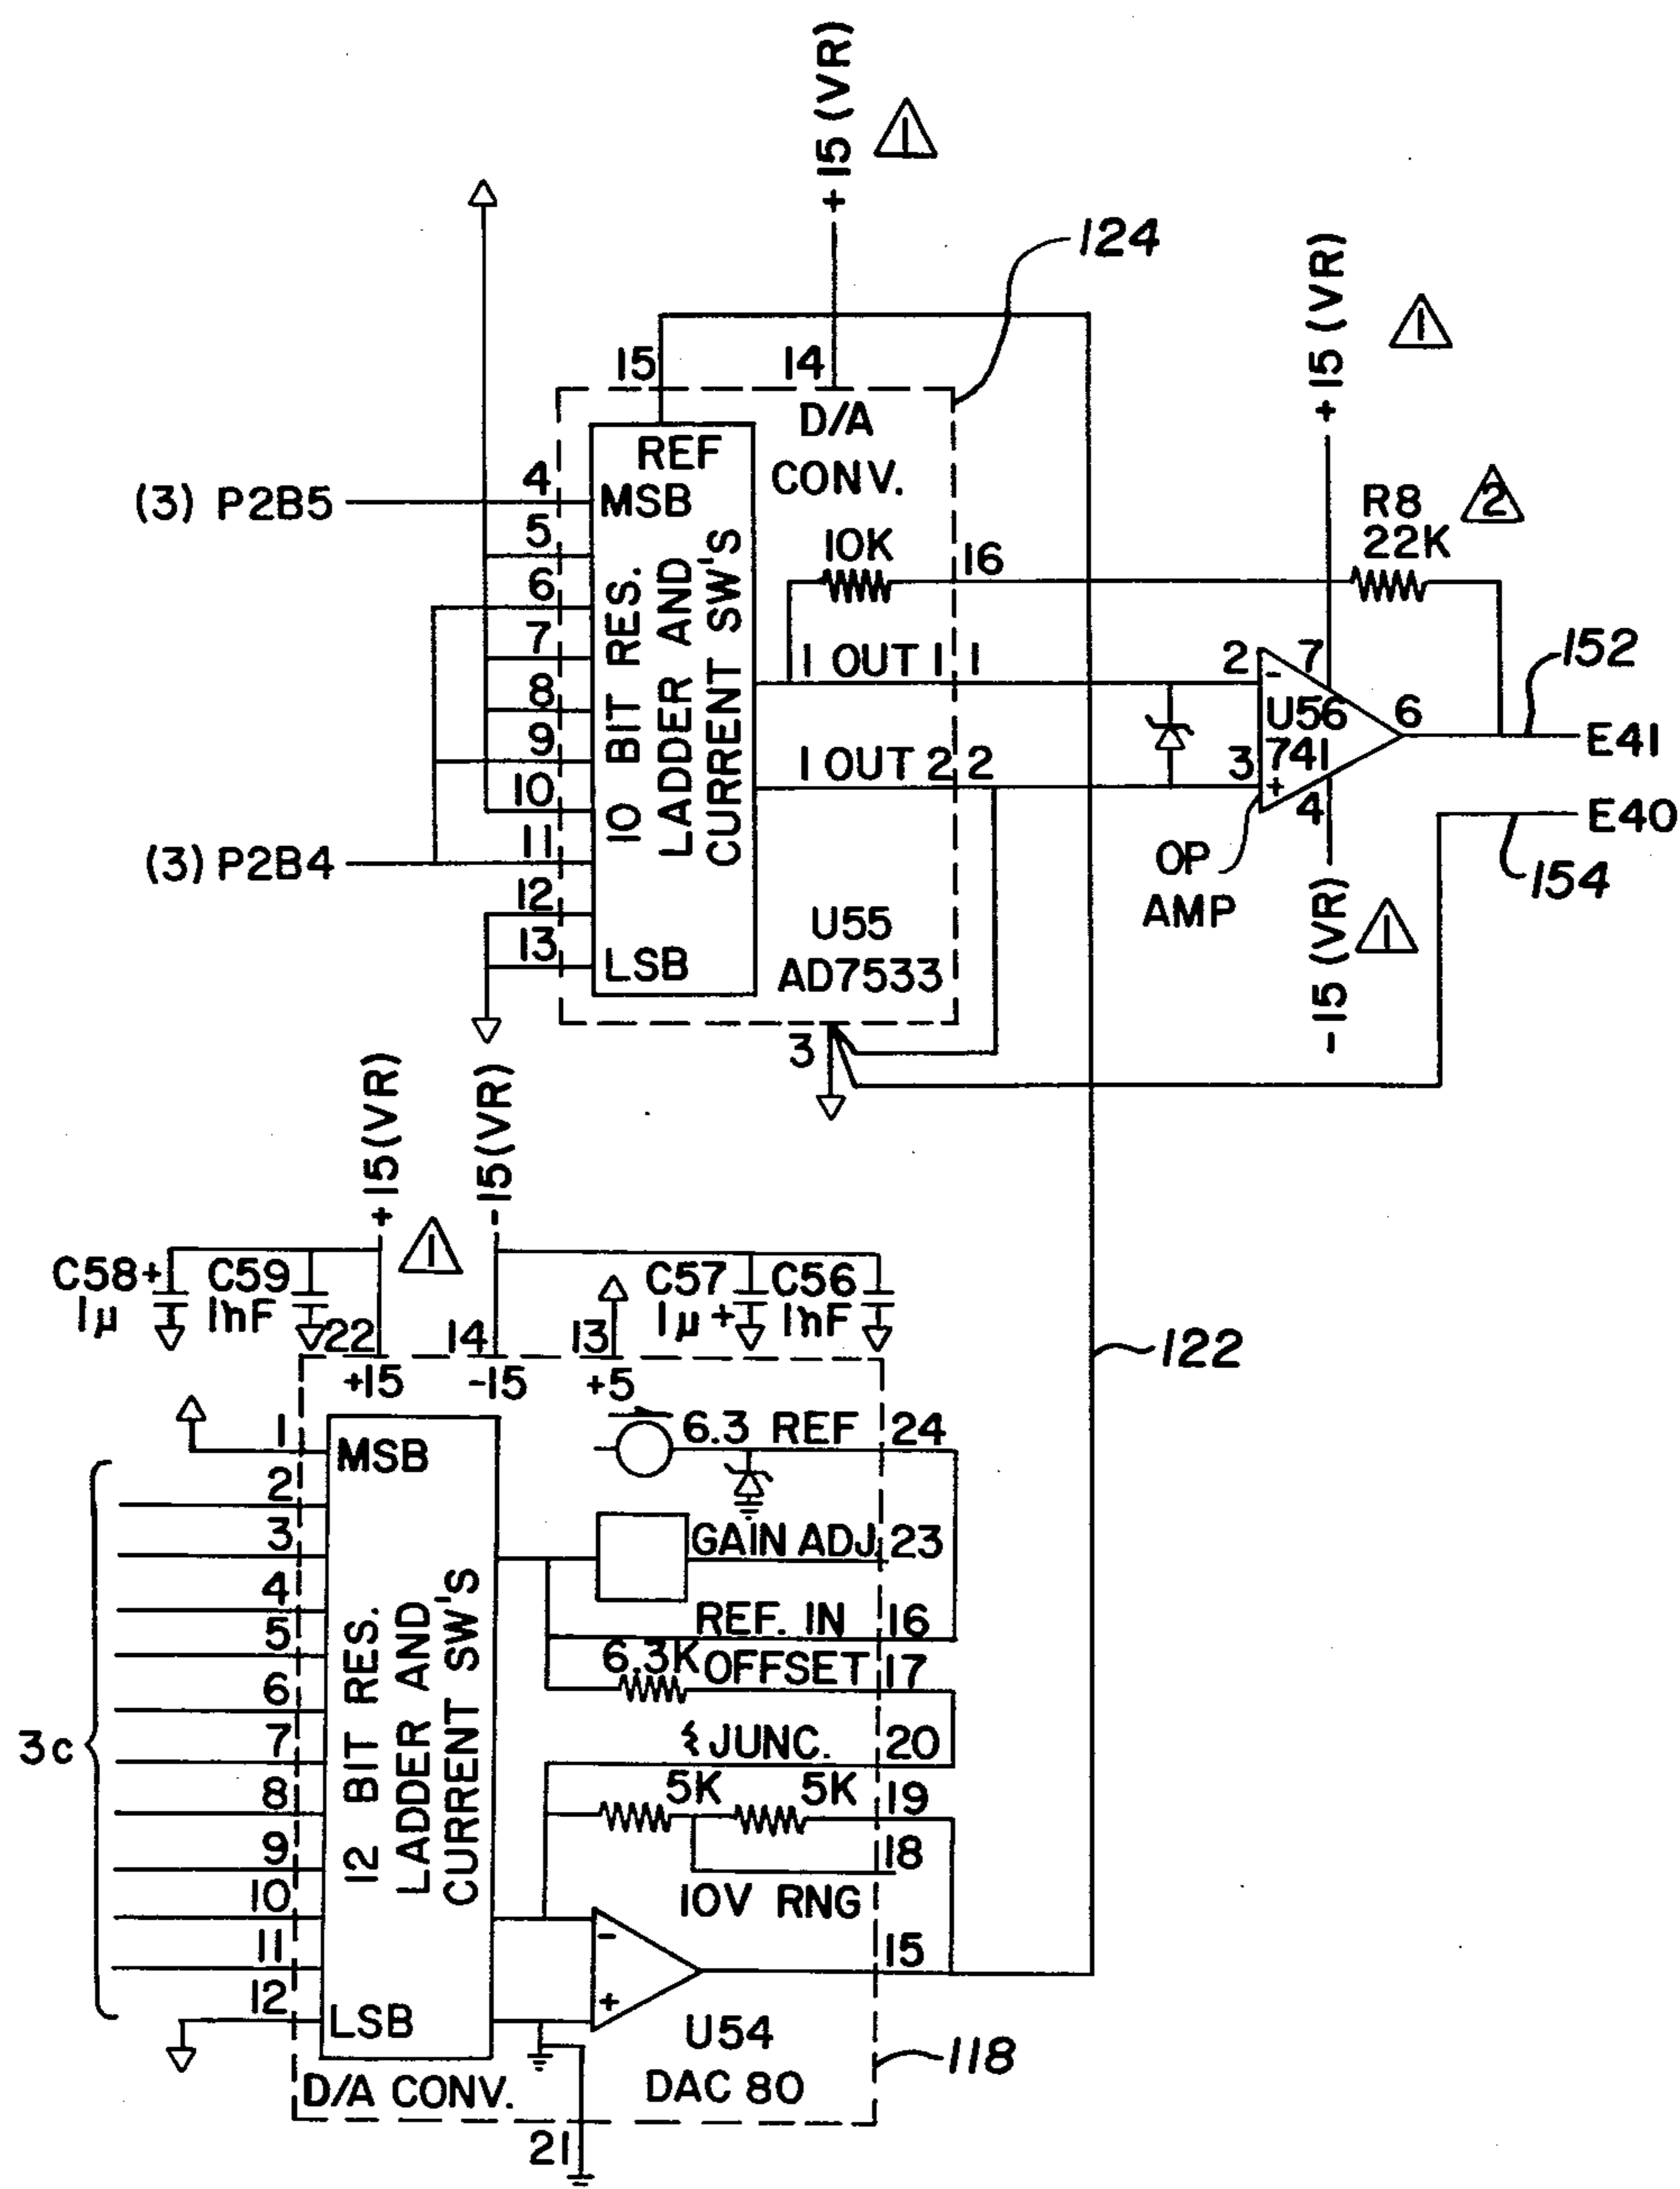 +15 (VR)
1
124
+15 (VR)
1
15
14
D/A
CONV.
REF
(3) P2B5
4
MSB
5
6
7
8
9
10
(3) P2B4
11
12
13
LSB
10 BIT RES.
LADDER AND
CURRENT SW'S
10K
16
R8
22K
2
I OUT 1
1
I OUT 2
2
2
7
-
U56
741
3
+
4
6
152
E41
E40
154
OP
AMP
-15 (VR)
1
U55
AD7533
3
+15 (VR)
1
-15 (VR)
C58
+
1µ
C59
1nF
22
14
13
C57
1µ
+
C56
1nF
122
+15
-15
+5
1
MSB
2
3
4
5
6
7
8
9
10
11
12
LSB
3c
12 BIT RES.
LADDER AND
CURRENT SW'S
6.3 REF
24
GAIN ADJ.
23
REF. IN
16
6.3K
OFFSET
17
JUNC.
20
5K
5K
19
18
10V RNG
-
+
15
U54
DAC 80
118
D/A CONV.
21